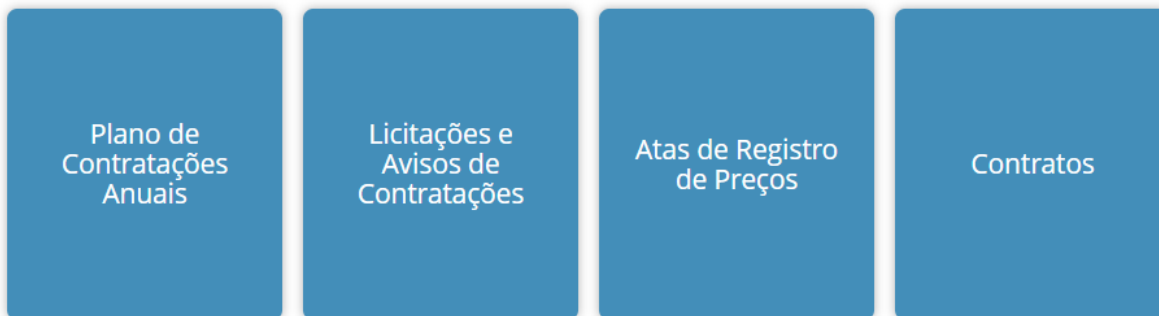 Plano de
Contratações
Anuais
Licitações e
Avisos de
Contratações
Atas de Registro
de Preços
Contratos